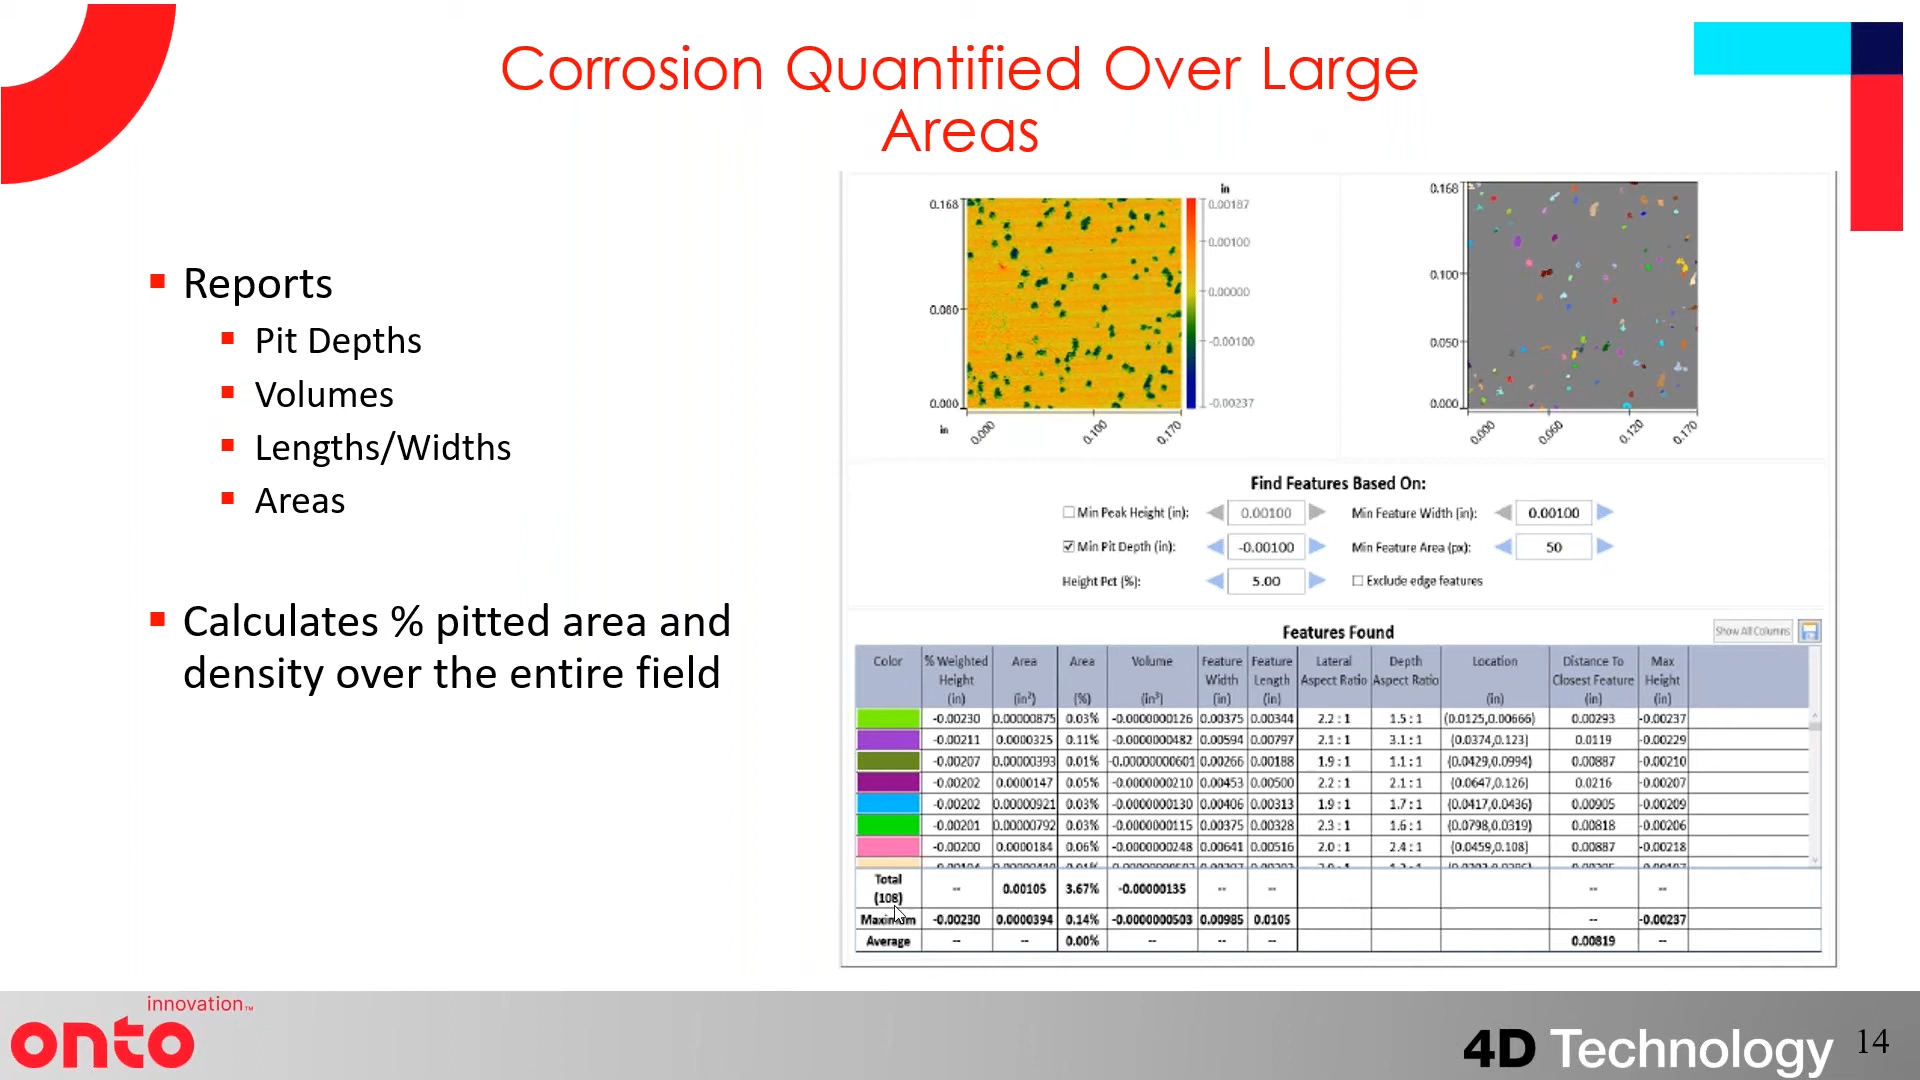 Corrosion Quantified Over Large
Areas
Reports
Pit Depths
Volumes
Lengths/Widths
Areas
Calculates % pitted area and
density over the entire field
in
0.168
0.080
0.000
in
0.000 0.100 0.170
0.00187
0.00100
0.00000
-0.00100
-0.00237
0.168
0.100
0.050
0.000
0.000 0.060 0.120 0.170
Find Features Based On:
Min Peak Height (in): 0.00100 Min Feature Width (in): 0.00100
Min Pit Depth (in): -0.00100 Min Feature Area (px): 50
Height Pct (%): 5.00 Exclude edge features
Features Found
Show All Columns
Color % Weighted Area Area Volume Feature Feature Lateral Depth Location Distance To Max
Height Width Length Aspect Ratio Aspect Ratio Closest Feature Height
(in) (in²) (%) (in³) (in) (in) (in) (in) (in)
-0.00230 0.00000875 0.03% -0.0000000126 0.00375 0.00344 2.2 : 1 1.5 : 1 (0.0125,0.00666) 0.00293 -0.00237
-0.00211 0.0000325 0.11% -0.0000000482 0.00594 0.00797 2.1 : 1 3.1 : 1 (0.0374,0.123) 0.0119 -0.00229
-0.00207 0.00000393 0.01% -0.00000000601 0.00266 0.00188 1.9 : 1 1.1 : 1 (0.0429,0.0994) 0.00887 -0.00210
-0.00202 0.0000147 0.05% -0.0000000210 0.00453 0.00500 2.2 : 1 2.1 : 1 (0.0647,0.126) 0.0216 -0.00207
-0.00202 0.00000921 0.03% -0.0000000130 0.00406 0.00313 1.9 : 1 1.7 : 1 (0.0417,0.0436) 0.00905 -0.00209
-0.00201 0.00000792 0.03% -0.0000000115 0.00375 0.00328 2.3 : 1 1.6 : 1 (0.0798,0.0319) 0.00818 -0.00206
-0.00200 0.0000184 0.06% -0.0000000248 0.00641 0.00516 2.0 : 1 2.4 : 1 (0.0459,0.108) 0.00887 -0.00218
Total
(108) -- 0.00105 3.67% -0.00000135 -- -- -- --
Maximum -0.00230 0.0000394 0.14% -0.0000000503 0.00985 0.0105 -- -0.00237
Average -- -- 0.00% -- -- -- 0.00819 --
innovation™
onto
4D Technology 14